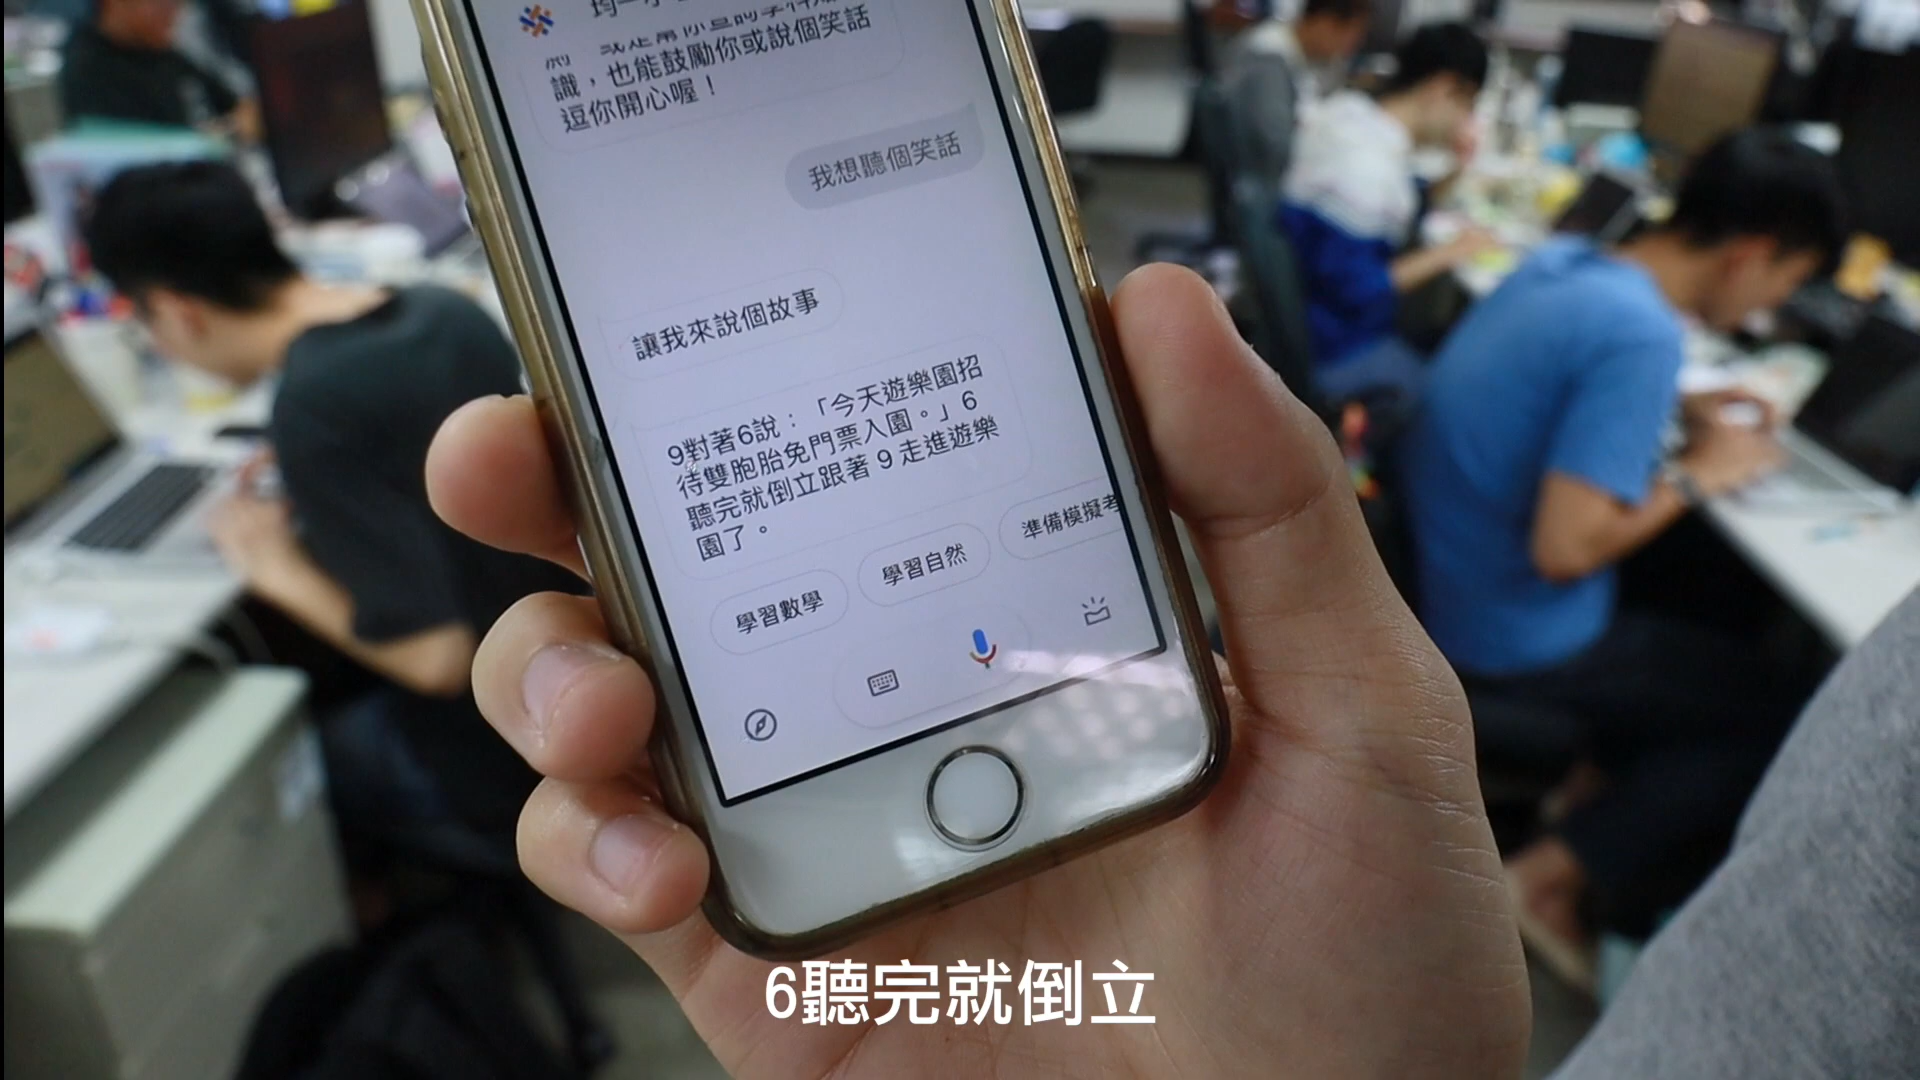 識，也能鼓勵你或說個笑話
逗你開心喔！
我想聽個笑話
讓我來說個故事
9對著6說：「今天遊樂園招
待雙胞胎免門票入園。」6
聽完就倒立跟著 9 走進遊樂
園了。
學習數學
學習自然
準備模擬考
6聽完就倒立